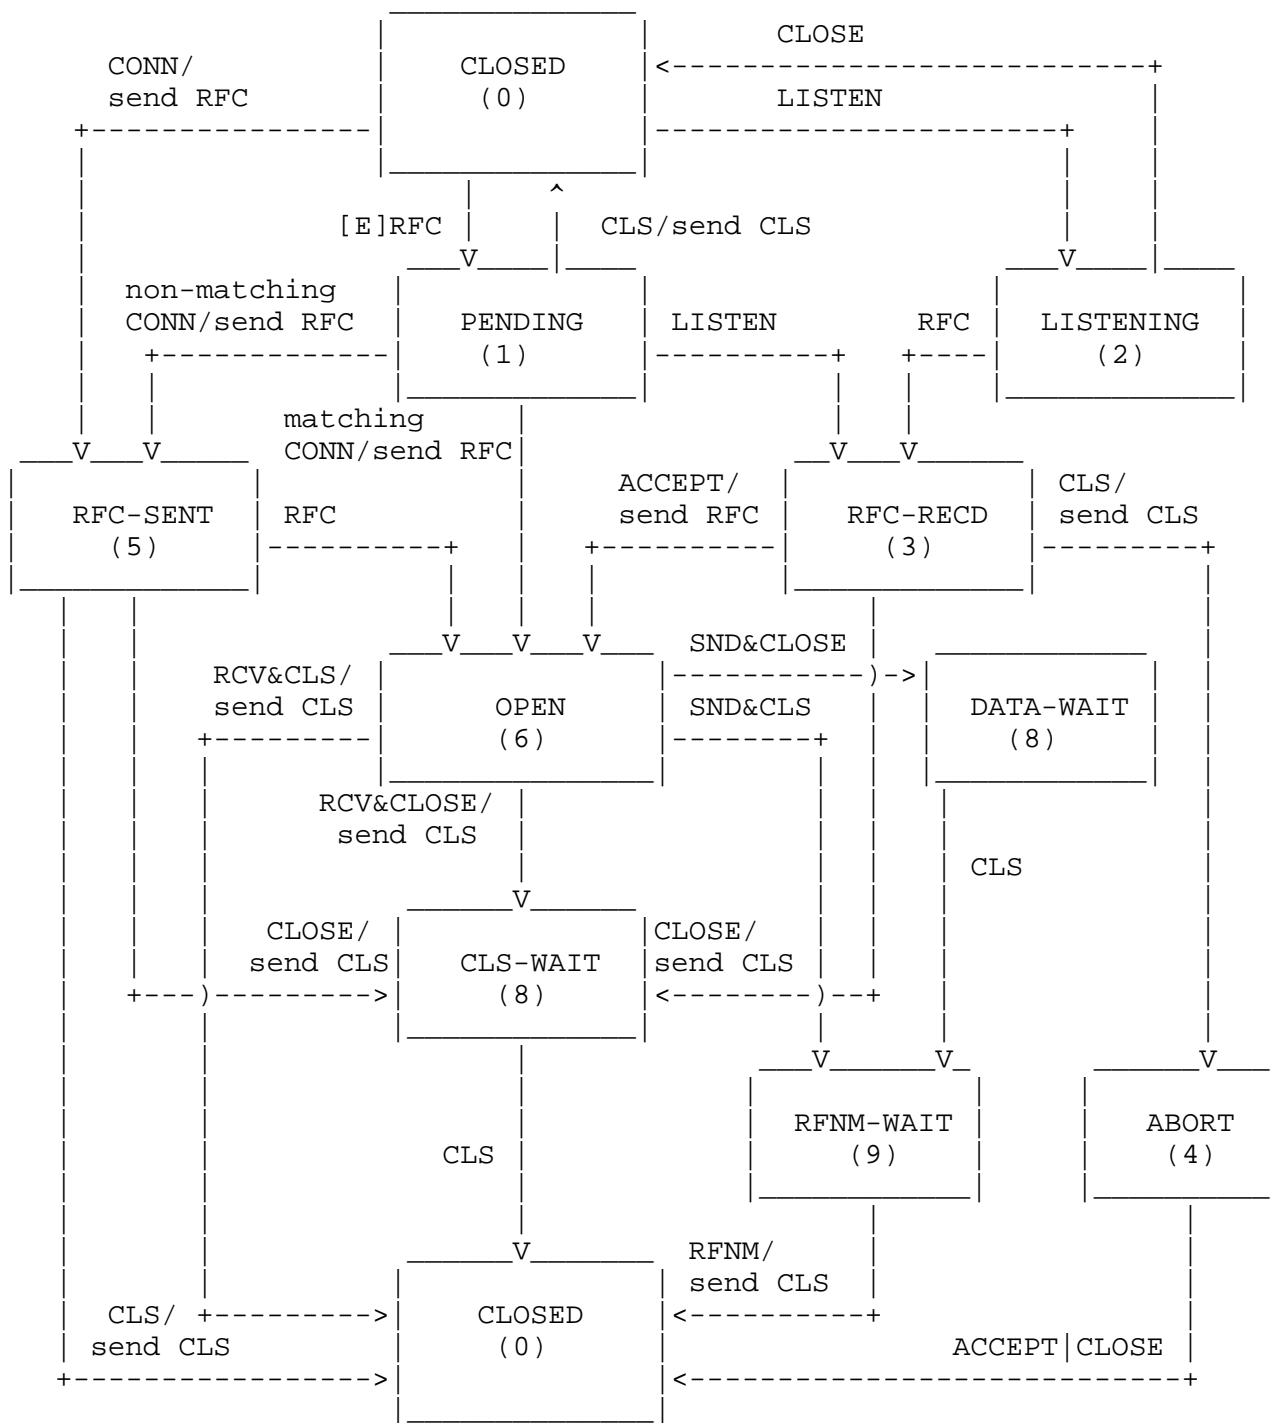 CLOSE
CONN/ CLOSED
send RFC (0) LISTEN
[E]RFC CLS/send CLS
non-matching
CONN/send RFC PENDING LISTEN RFC LISTENING
(1) (2)
matching
CONN/send RFC
ACCEPT/ CLS/
RFC-SENT RFC send RFC RFC-RECD send CLS
(5) (3)
SND&CLOSE
RCV&CLS/
send CLS OPEN SND&CLS DATA-WAIT
(6) (8)
RCV&CLOSE/
send CLS
CLS
CLOSE/ CLOSE/
send CLS CLS-WAIT send CLS
(8)
RFNM-WAIT ABORT
CLS (9) (4)
RFNM/
send CLS
CLS/ CLOSED
send CLS (0) ACCEPT|CLOSE